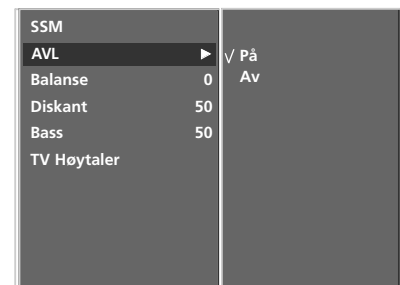 SSM
AVL ▶ √ På
Balanse 0 Av
Diskant 50
Bass 50
TV Høytaler